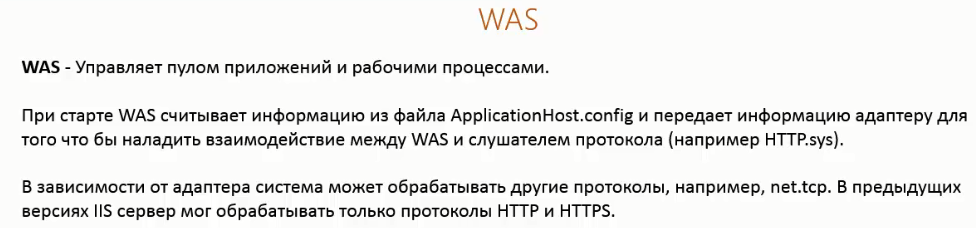 WAS
WAS - Управляет пулом приложений и рабочими процессами.
При старте WAS считывает информацию из файла ApplicationHost.config и передает информацию адаптеру для
того что бы наладить взаимодействие между WAS и слушателем протокола (например HTTP.sys).
В зависимости от адаптера система может обрабатывать другие протоколы, например, net.tcp. В предыдущих
версиях IIS сервер мог обрабатывать только протоколы HTTP и HTTPS.